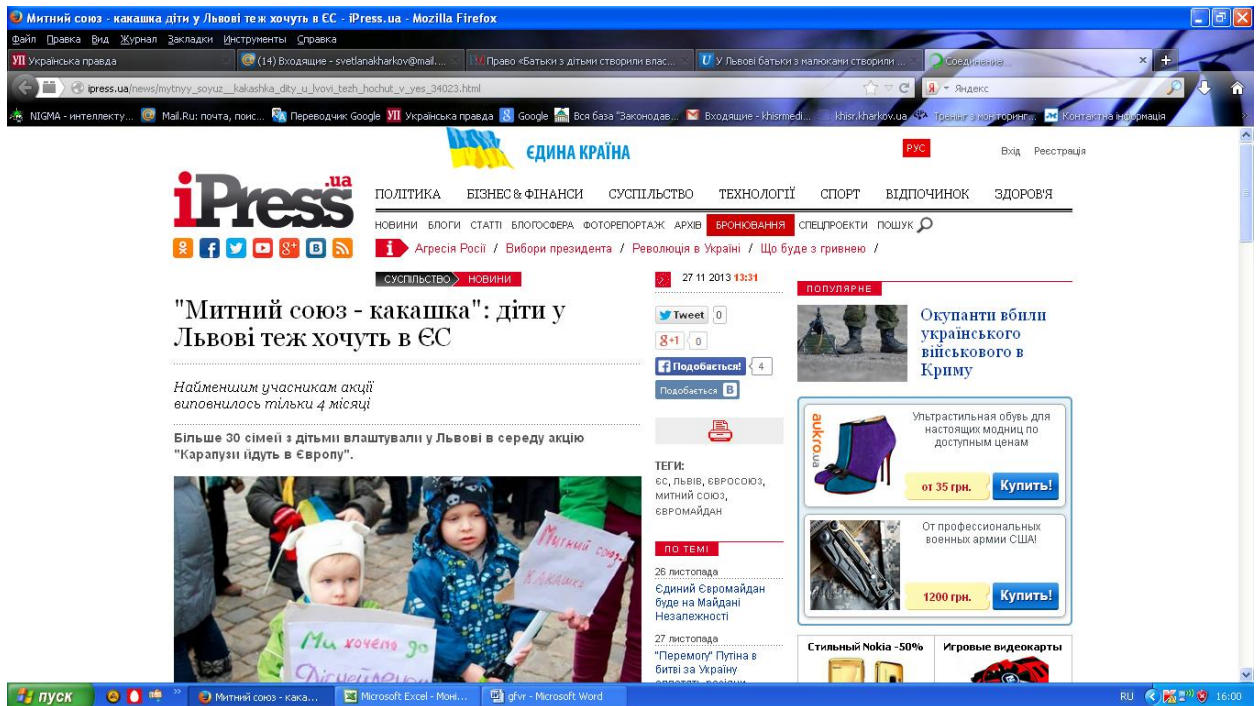 Митний союз - какашка діти у Львові теж хочуть в ЄС - iPress.ua - Mozilla Firefox
Файл Правка Вид Журнал Закладки Инструменты Справка
Українська правда
(14) Входящие - svetlanakharkov@mail....
Право «Батьки з дітьми створили влас...
У Львові батьки з малюками створили ...
Соединение...
ipress.ua/news/mytnyy_soyuz__kakashka_dity_u_lvovi_tezh_hochut_v_yes_34023.html
Яндекс
NIGMA - интеллект... Mail.Ru: почта, поис... Переводчик Google Українська правда Google Вся база "Законодав... Входящие - khisrmedi... khisr.kharkov.ua Тренінг з моніторинг... Контактна інформація
ЄДИНА КРАЇНА
РУС
Вхід Реєстрація
iPress.ua
ПОЛІТИКА БІЗНЕС & ФІНАНСИ СУСПІЛЬСТВО ТЕХНОЛОГІЇ СПОРТ ВІДПОЧИНОК ЗДОРОВ'Я
НОВИНИ БЛОГИ СТАТТІ БЛОГОСФЕРА ФОТОРЕПОРТАЖ АРХІВ БРОНЮВАННЯ СПЕЦПРОЕКТИ ПОШУК
Агресія Росії / Вибори президента / Революція в Україні / Що буде з гривнею /
СУСПІЛЬСТВО НОВИНИ
"Митний союз - какашка": діти у
Львові теж хочуть в ЄС
Найменшим учасникам акції
виповнилось тільки 4 місяці
Більше 30 сімей з дітьми влаштували у Львові в середу акцію
"Карапузи йдуть в Європу".
Митний союз-
КАКАШКА
Ми хочемо до
Діснейленду
27 11 2013 13:31
Tweet 0
+1 0
Подобається! 4
Подобається
ТЕГИ:
ЄС, ЛЬВІВ, ЄВРОСОЮЗ,
МИТНИЙ СОЮЗ,
ЄВРОМАЙДАН
ПО ТЕМІ
26 листопада
Єдиний Євромайдан
буде на Майдані
Незалежності
27 листопада
"Перемогу" Путіна в
битві за Україну
ПОПУЛЯРНЕ
Окупанти вбили
українського
військового в
Криму
aukro.ua
Ультрастильная обувь для
настоящих модниц по
доступным ценам
от 35 грн. Купить!
От профессиональных
военных армии США!
1200 грн. Купить!
Стильный Nokia -50%
Игровые видеокарты
пуск
Митний союз - кака...
Microsoft Excel - Моні...
gfvr - Microsoft Word
RU
16:00